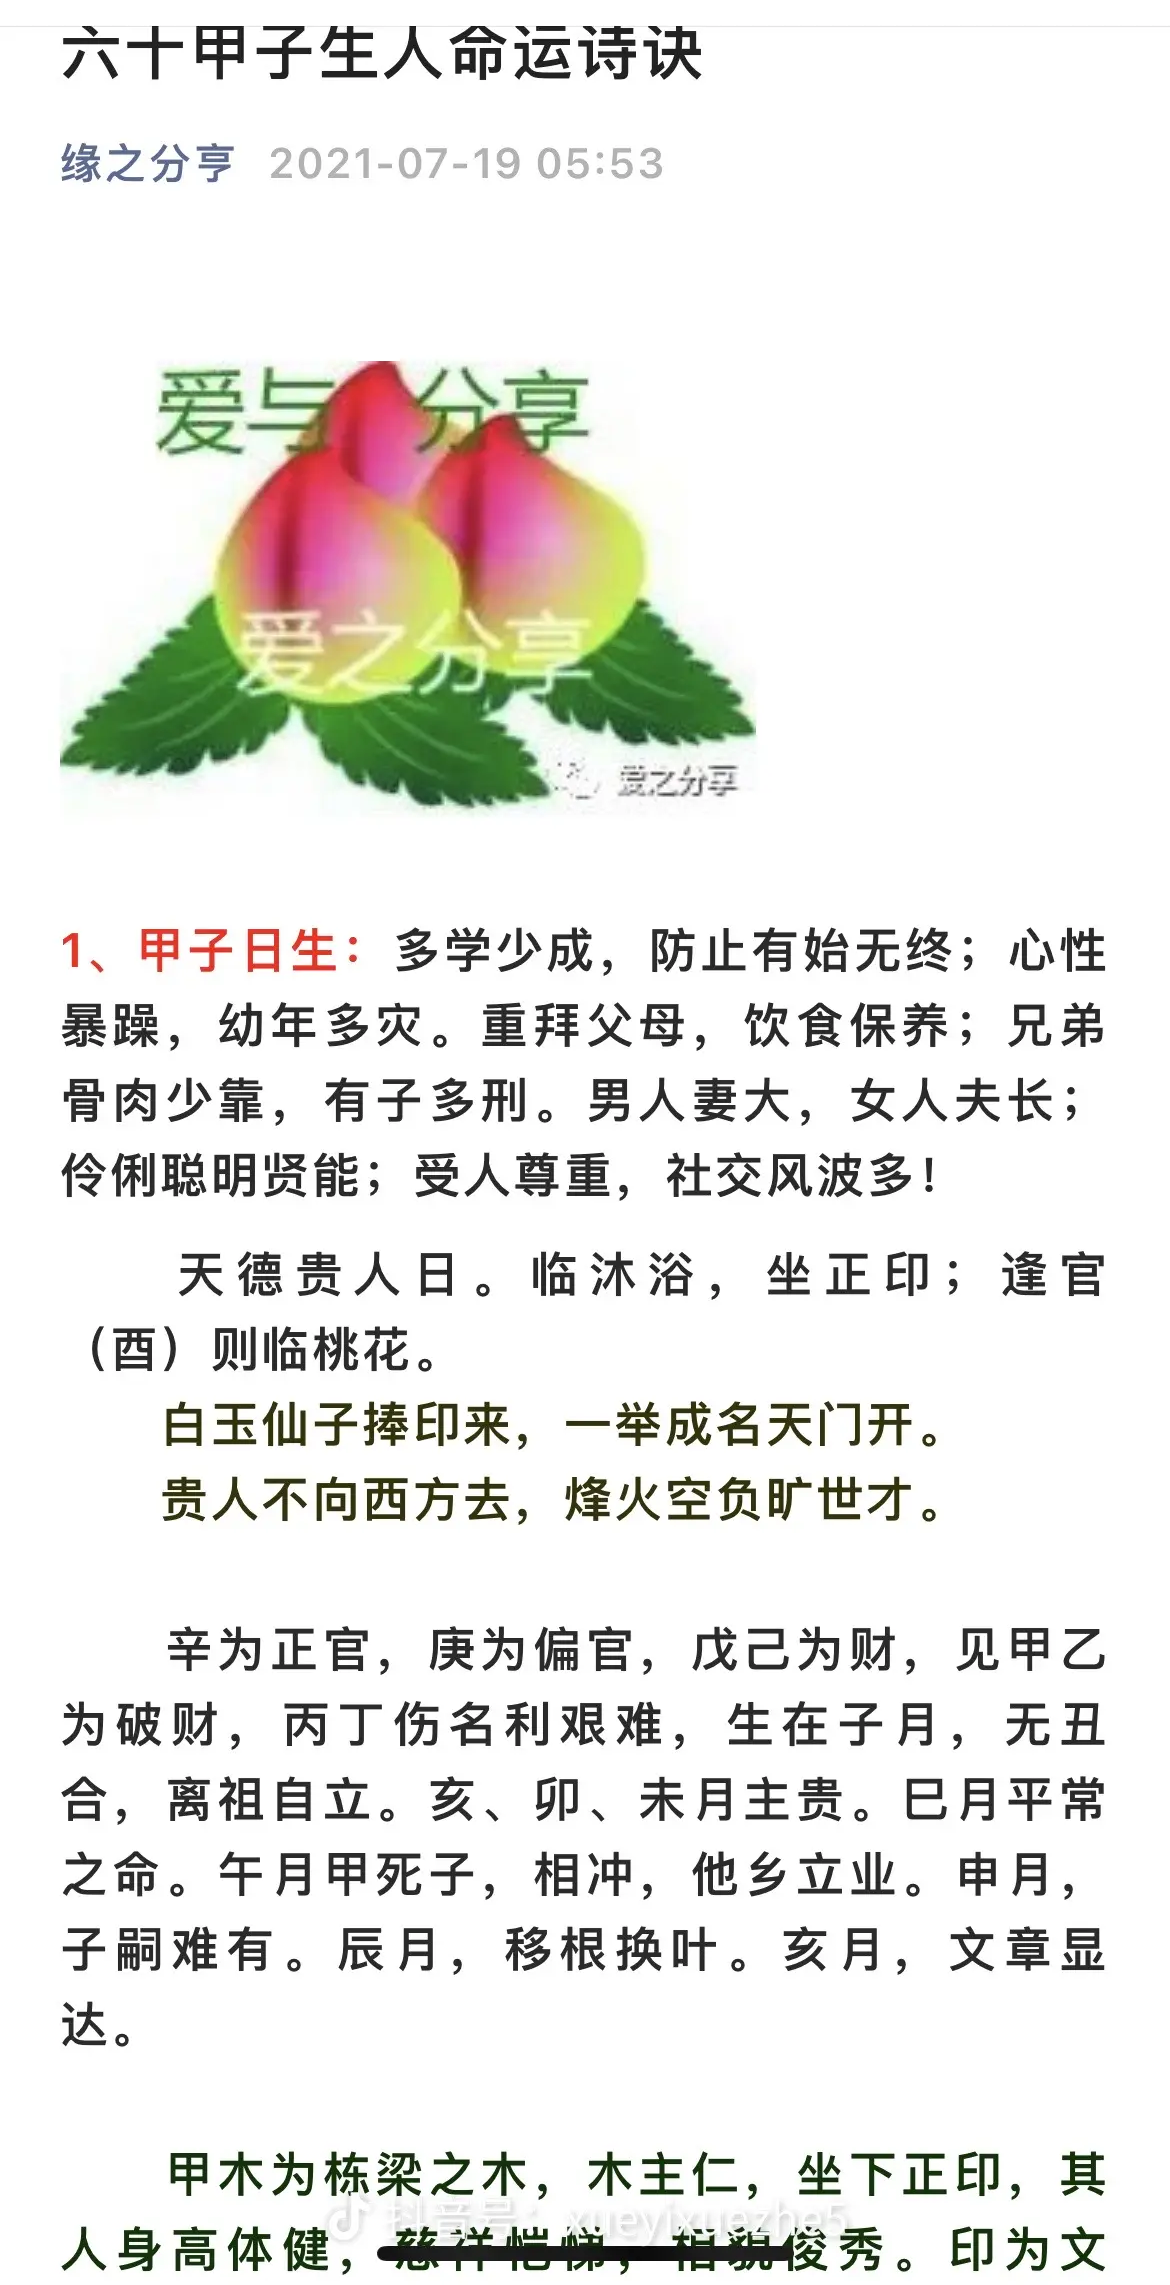 六十甲子生人命运诗诀
缘之分亨 2021-07-19 05:53
爱与 分享
爱之分享
爱之分享
1、甲子日生：多学少成，防止有始无终；心性
暴躁，幼年多灾。重拜父母，饮食保养；兄弟
骨肉少靠，有子多刑。男人妻大，女人夫长；
伶俐聪明贤能；受人尊重，社交风波多！
天德贵人日。临沐浴，坐正印；逢官
（酉）则临桃花。
白玉仙子捧印来，一举成名天门开。
贵人不向西方去，烽火空负旷世才。
辛为正官，庚为偏官，戊己为财，见甲乙
为破财，丙丁伤名利艰难，生在子月，无丑
合，离祖自立。亥、卯、未月主贵。巳月平常
之命。午月甲死子，相冲，他乡立业。申月，
子嗣难有。辰月，移根换叶。亥月，文章显
达。
甲木为栋梁之木，木主仁，坐下正印，其
人身高体健，慈祥恺悌，相貌俊秀。印为文
抖音号：xueyixuezhe5